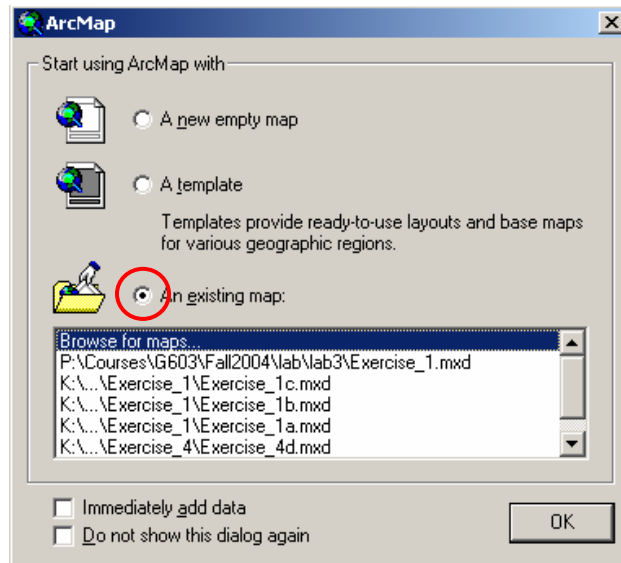 ArcMap
Start using ArcMap with
A new empty map
A template
Templates provide ready-to-use layouts and base maps
for various geographic regions.
An existing map:
Browse for maps...
P:\Courses\G603\Fall2004\lab\lab3\Exercise_1.mxd
K:\...\Exercise_1\Exercise_1c.mxd
K:\...\Exercise_1\Exercise_1b.mxd
K:\...\Exercise_1\Exercise_1a.mxd
K:\...\Exercise_4\Exercise_4d.mxd
Immediately add data
Do not show this dialog again
OK